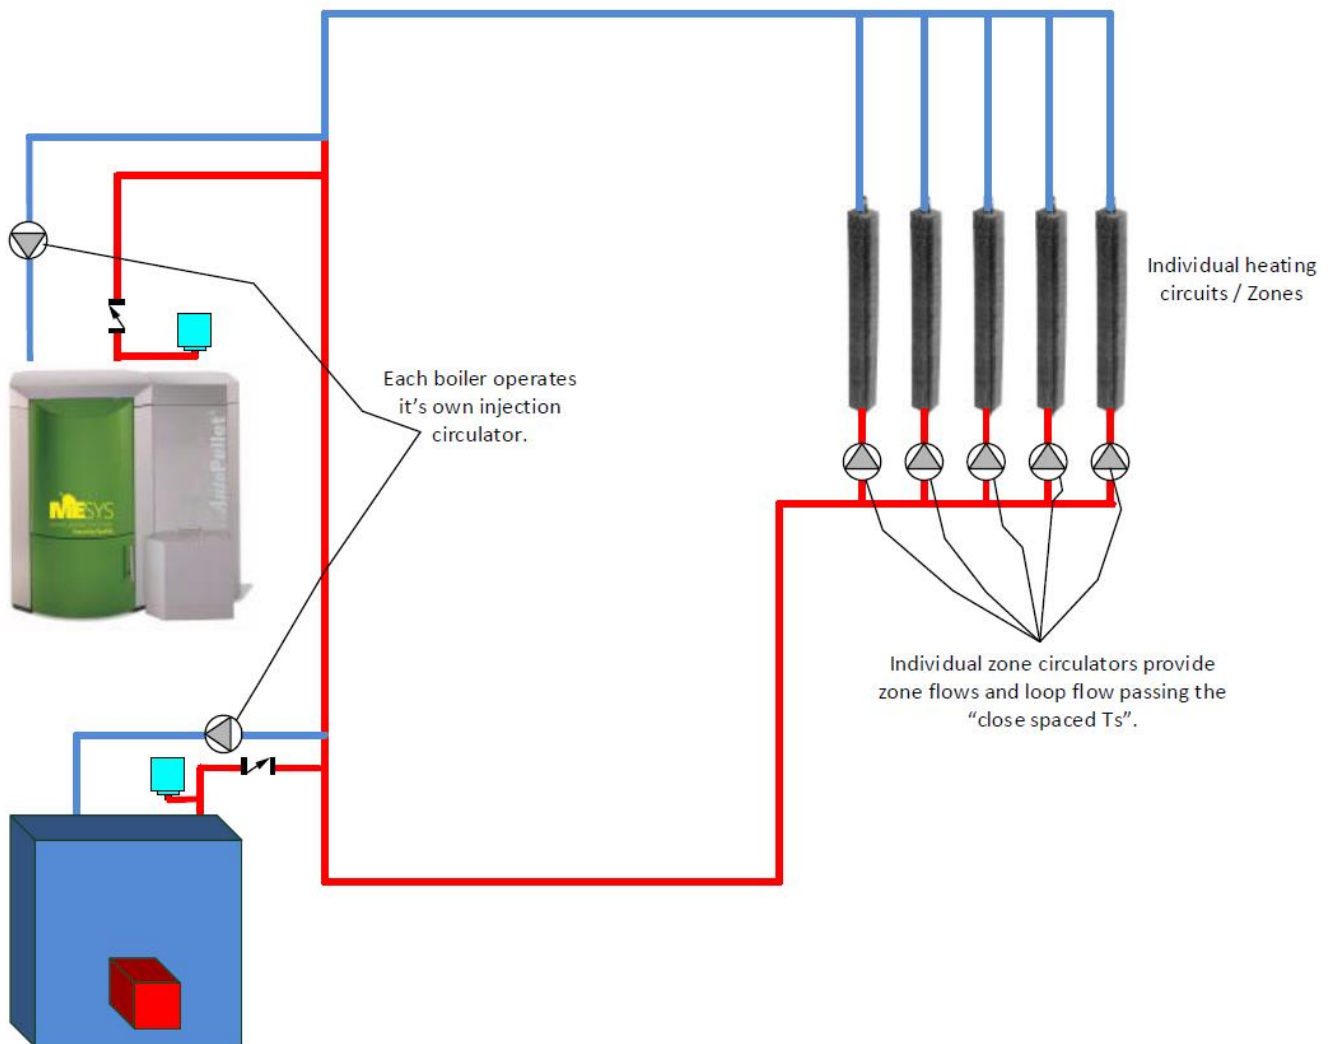 Individual heating
circuits / Zones
Each boiler operates
it's own injection
circulator.
AutoPellet
MESYS
Individual zone circulators provide
zone flows and loop flow passing the
“close spaced Ts”.